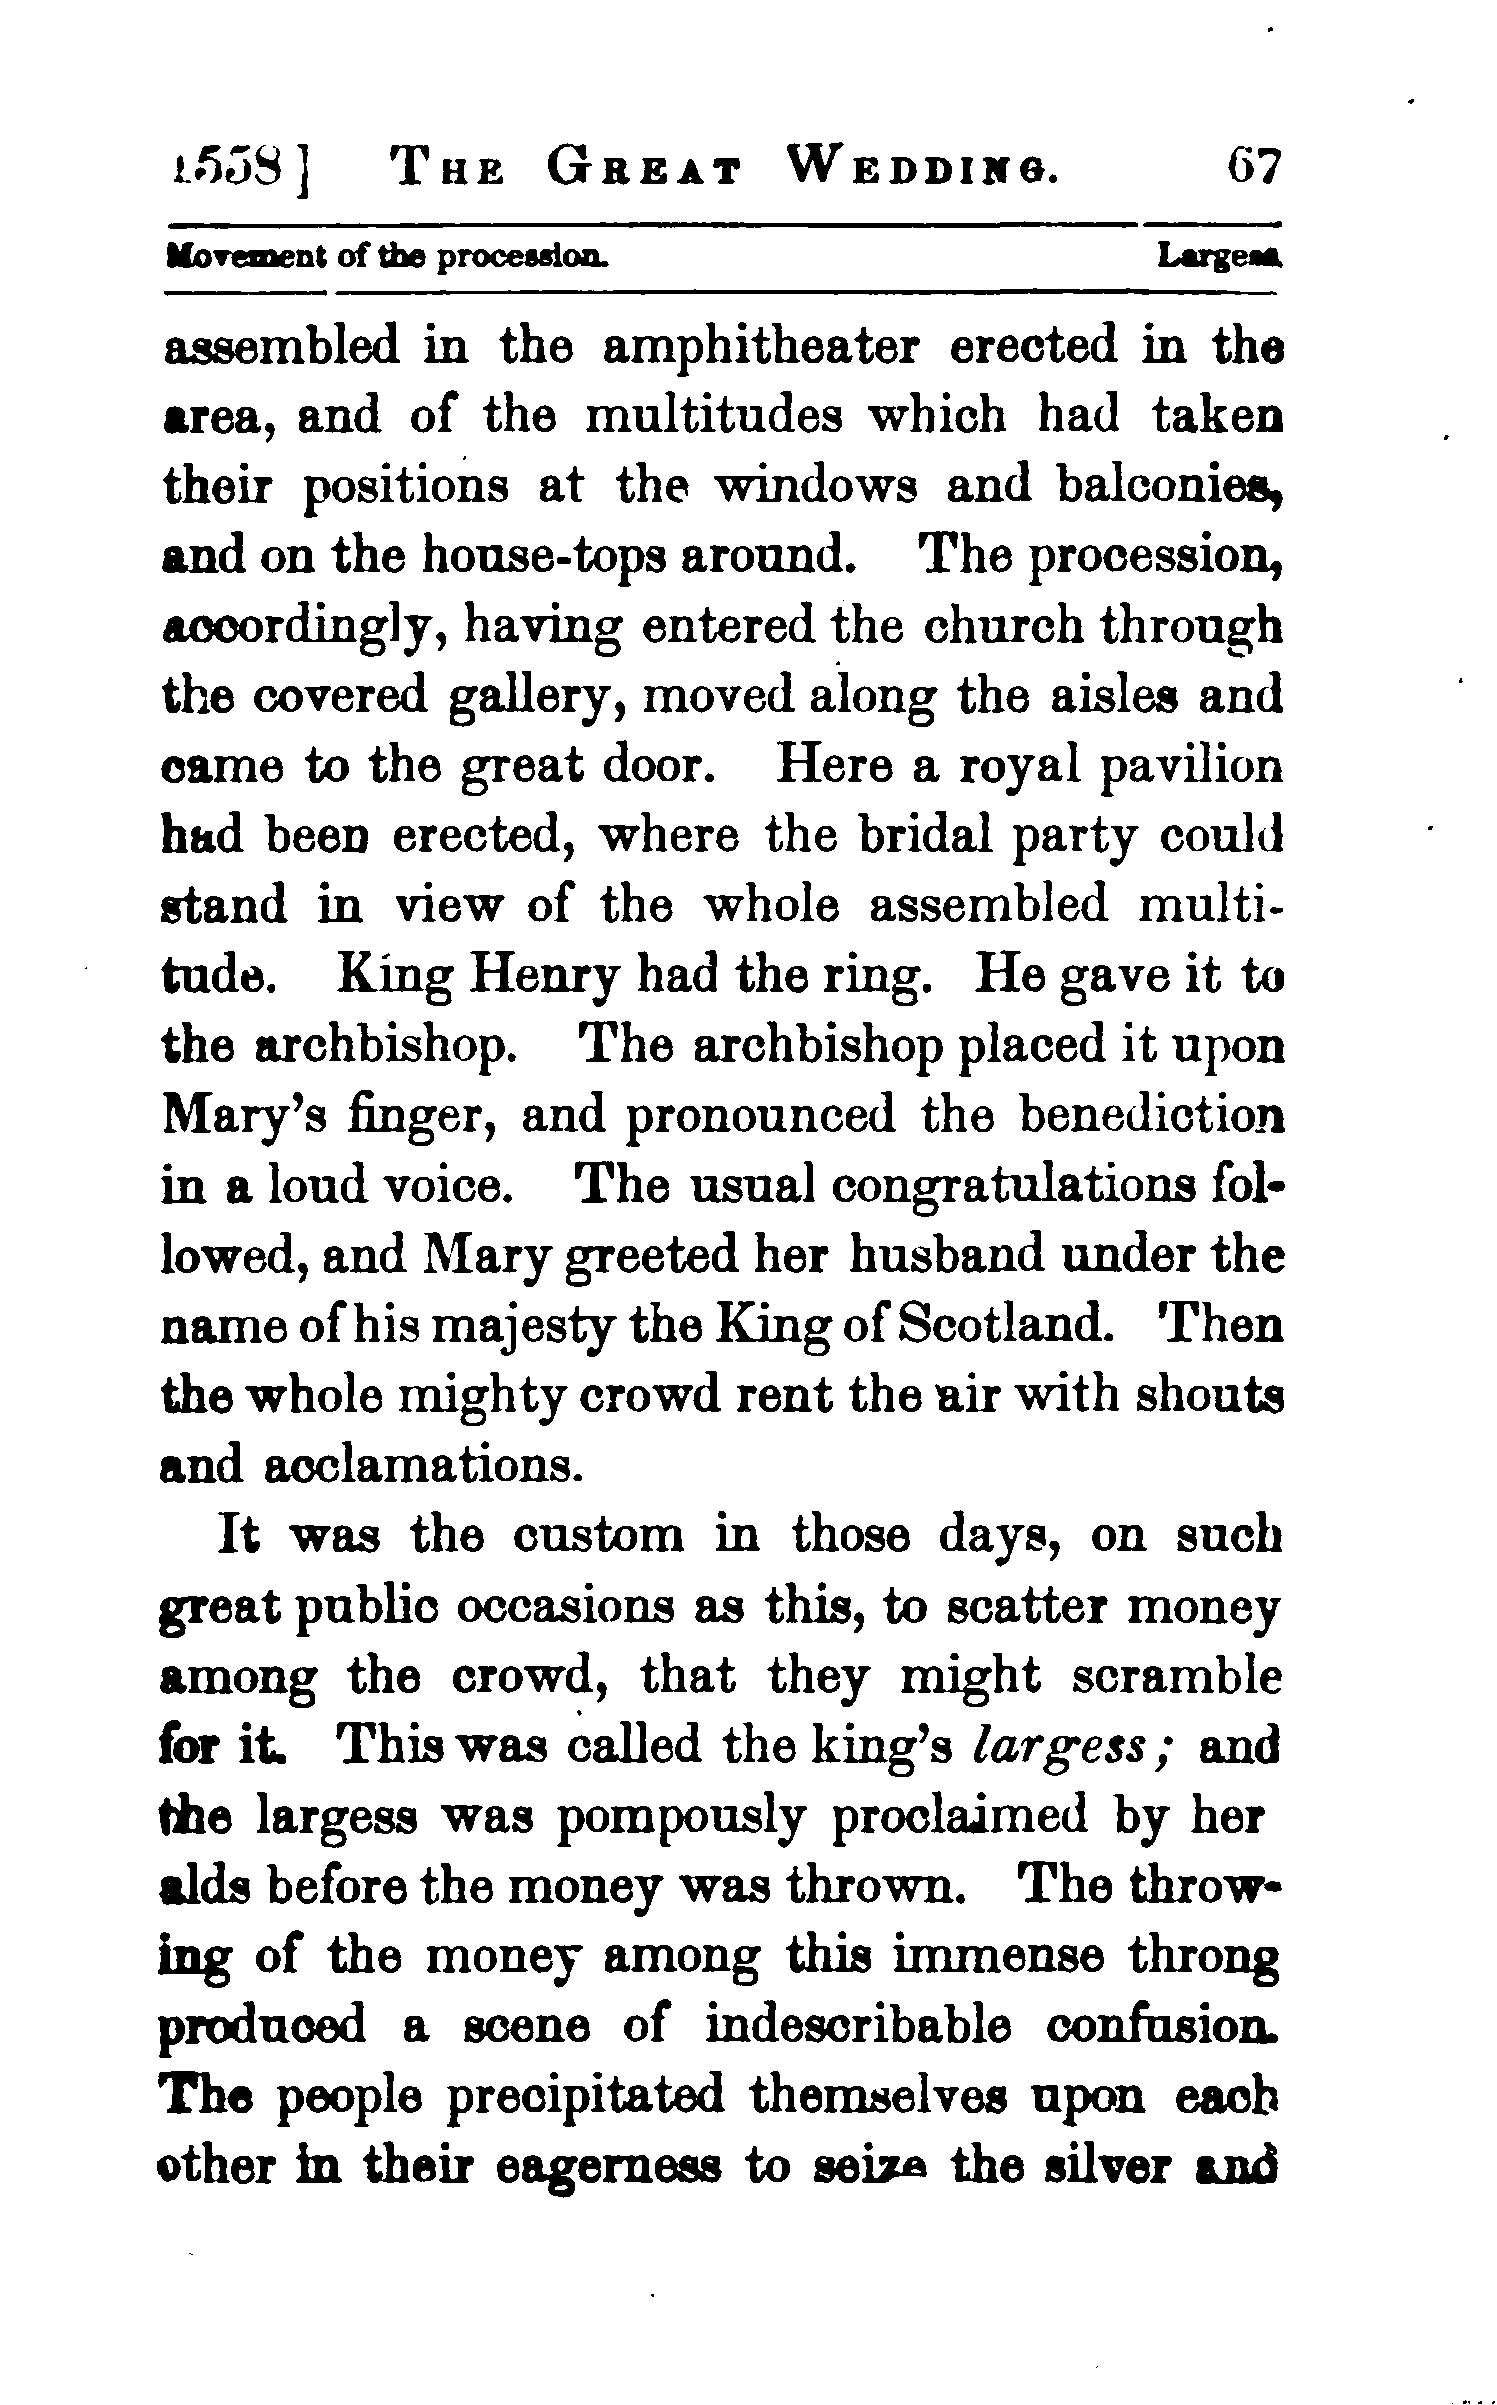 1558] THE GREAT WEDDING. 67
Movement of the procession. Largess.
assembled in the amphitheater erected in the
area, and of the multitudes which had taken
their positions at the windows and balconies,
and on the house-tops around. The procession,
accordingly, having entered the church through
the covered gallery, moved along the aisles and
came to the great door. Here a royal pavilion
had been erected, where the bridal party could
stand in view of the whole assembled multi-
tude. King Henry had the ring. He gave it to
the archbishop. The archbishop placed it upon
Mary's finger, and pronounced the benediction
in a loud voice. The usual congratulations fol-
lowed, and Mary greeted her husband under the
name of his majesty the King of Scotland. Then
the whole mighty crowd rent the air with shouts
and acclamations.
It was the custom in those days, on such
great public occasions as this, to scatter money
among the crowd, that they might scramble
for it. This was called the king's largess; and
the largess was pompously proclaimed by her
alds before the money was thrown. The throw-
ing of the money among this immense throng
produced a scene of indescribable confusion.
The people precipitated themselves upon each
other in their eagerness to seize the silver and